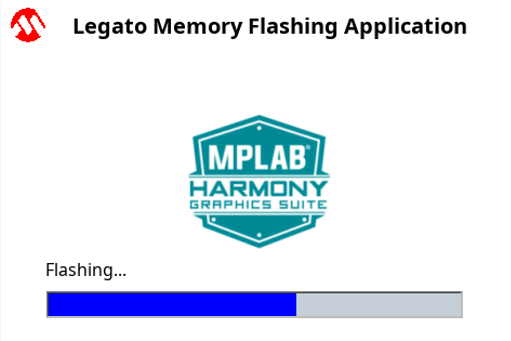 Legato Memory Flashing Application
MPLAB®
HARMONY
GRAPHICS SUITE
Flashing...